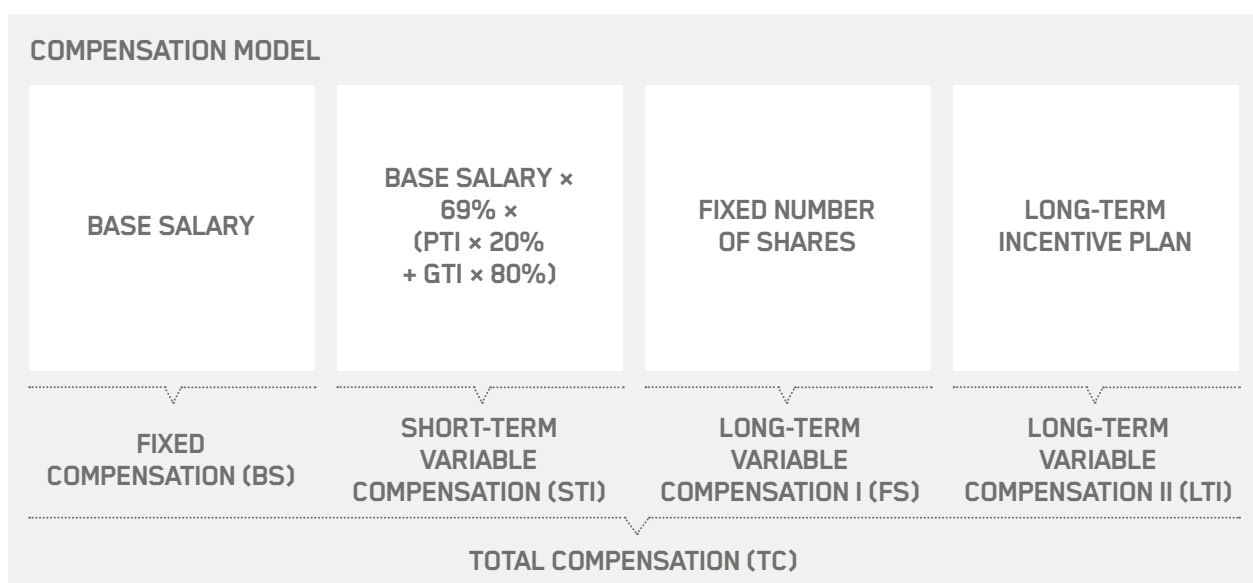 COMPENSATION MODEL
BASE SALARY
BASE SALARY ×
69% ×
(PTI × 20%
+ GTI × 80%)
FIXED NUMBER
OF SHARES
LONG-TERM
INCENTIVE PLAN
FIXED
COMPENSATION (BS)
SHORT-TERM
VARIABLE
COMPENSATION (STI)
LONG-TERM
VARIABLE
COMPENSATION I (FS)
LONG-TERM
VARIABLE
COMPENSATION II (LTI)
TOTAL COMPENSATION (TC)